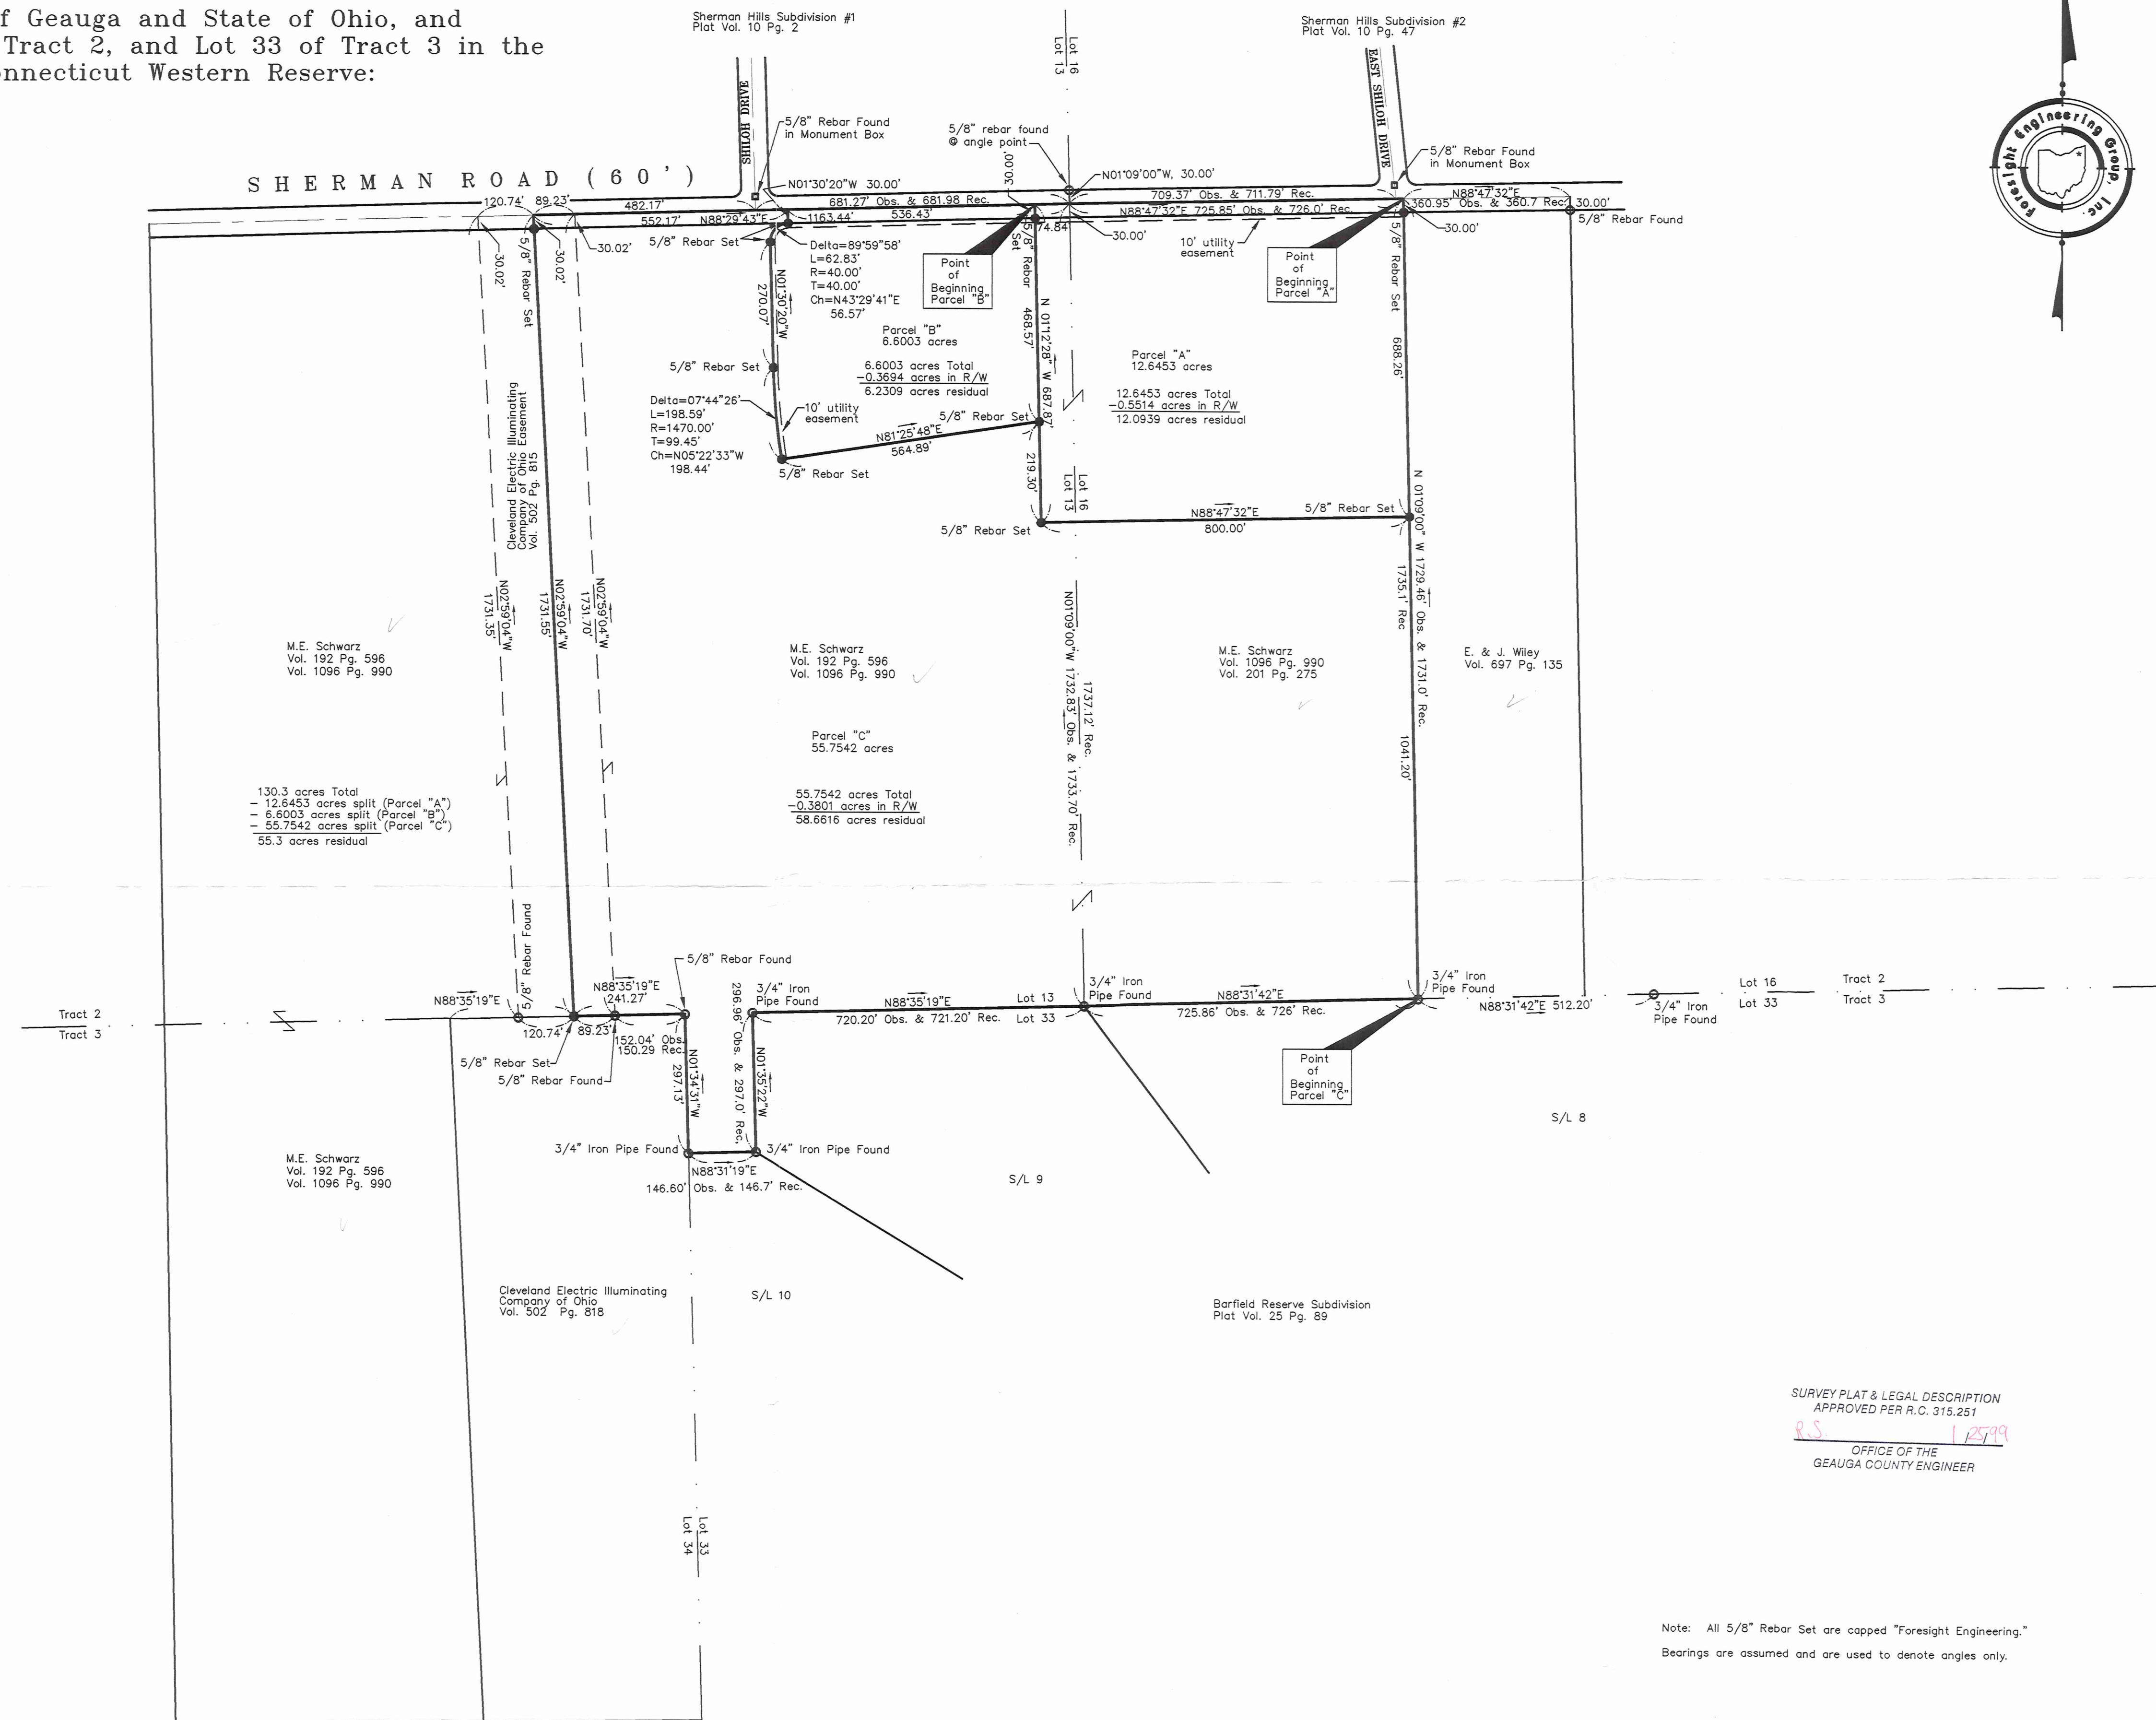 f Geauga and State of Ohio, and
Tract 2, and Lot 33 of Tract 3 in the
nnecticut Western Reserve:
Sherman Hills Subdivision #1
Plat Vol. 10 Pg. 2
Lot 16
Lot 13
Sherman Hills Subdivision #2
Plat Vol. 10 Pg. 47
Foresight Engineering Group, Inc.
SHILOH DRIVE
EAST SHILOH DRIVE
5/8" Rebar Found
in Monument Box
5/8" rebar found
@ angle point
5/8" Rebar Found
in Monument Box
SHERMAN ROAD (60')
N01°30'20"W 30.00'
30.00'
N01°09'00"W, 30.00'
120.74'
89.23'
482.17'
681.27' Obs. & 681.98 Rec.
709.37' Obs. & 711.79' Rec.
N88°47'32"E
360.95' Obs. & 360.7 Rec.
30.00'
552.17'
N88°29'43"E
1163.44'
536.43'
74.84'
N88°47'32"E 725.85' Obs. & 726.0' Rec.
5/8" Rebar Found
30.02'
30.02'
30.02'
5/8" Rebar Set
5/8" Rebar Set
5/8" Rebar
Set
30.00'
10' utility
easement
30.00'
5/8" Rebar Set
Delta=89°59'58'
L=62.83'
R=40.00'
T=40.00'
Ch=N43°29'41"E
56.57'
Point
of
Beginning
Parcel "B"
Point
of
Beginning
Parcel "A"
N01°30'20"W
270.07'
Parcel "B"
6.6003 acres
6.6003 acres Total
-0.3694 acres in R/W
6.2309 acres residual
N 01°12'28" W 687.87'
468.57'
Parcel "A"
12.6453 acres
12.6453 acres Total
-0.5514 acres in R/W
12.0939 acres residual
688.26'
5/8" Rebar Set
Delta=07°44'26'
L=198.59'
R=1470.00'
T=99.45'
Ch=N05°22'33"W
198.44'
10' utility
easement
5/8" Rebar Set
N81°25'48"E
564.89'
5/8" Rebar Set
Cleveland Electric Illuminating
Company of Ohio Easement
Vol. 502 Pg. 815
219.30'
Lot 16
Lot 13
5/8" Rebar Set
N88°47'32"E
800.00'
5/8" Rebar Set
N 01°09'00" W 1729.46' Obs. & 1731.0' Rec.
1735.1' Rec
N02°59'04"W
1731.35'
N02°59'04"W
1731.55'
N02°59'04"W
1731.70'
N01°09'00"W 1732.83' Obs. & 1733.70' Rec.
1737.12' Rec.
M.E. Schwarz
Vol. 192 Pg. 596
Vol. 1096 Pg. 990
M.E. Schwarz
Vol. 192 Pg. 596
Vol. 1096 Pg. 990
M.E. Schwarz
Vol. 1096 Pg. 990
Vol. 201 Pg. 275
E. & J. Wiley
Vol. 697 Pg. 135
Parcel "C"
55.7542 acres
1041.20'
130.3 acres Total
- 12.6453 acres split (Parcel "A")
- 6.6003 acres split (Parcel "B")
- 55.7542 acres split (Parcel "C")
55.3 acres residual
55.7542 acres Total
-0.3801 acres in R/W
58.6616 acres residual
5/8" Rebar Found
5/8" Rebar Found
N88°35'19"E
N88°35'19"E
241.27'
3/4" Iron
Pipe Found
N88°35'19"E
720.20' Obs & 721.20' Rec.
Lot 13
Lot 33
3/4" Iron
Pipe Found
N88°31'42"E
725.86' Obs & 726' Rec.
3/4" Iron
Pipe Found
N88°31'42"E 512.20'
3/4" Iron
Pipe Found
Lot 16
Lot 33
Tract 2
Tract 3
Tract 2
Tract 3
120.74'
89.23'
152.04' Obs.
150.29 Rec.
5/8" Rebar Set
5/8" Rebar Found
N01°34'31"W
297.13'
296.96' Obs. & 297.0' Rec.
N01°35'22"W
Point
of
Beginning
Parcel "C"
S/L 8
3/4" Iron Pipe Found
3/4" Iron Pipe Found
N88°31'19"E
146.60' Obs. & 146.7' Rec.
M.E. Schwarz
Vol. 192 Pg. 596
Vol. 1096 Pg. 990
S/L 9
Cleveland Electric Illuminating
Company of Ohio
Vol. 502 Pg. 818
S/L 10
Barfield Reserve Subdivision
Plat Vol. 25 Pg. 89
SURVEY PLAT & LEGAL DESCRIPTION
APPROVED PER R.C. 315.251
R.S. 1/25/99
OFFICE OF THE
GEAUGA COUNTY ENGINEER
Lot 33
Lot 34
Note: All 5/8" Rebar Set are capped "Foresight Engineering."
Bearings are assumed and are used to denote angles only.